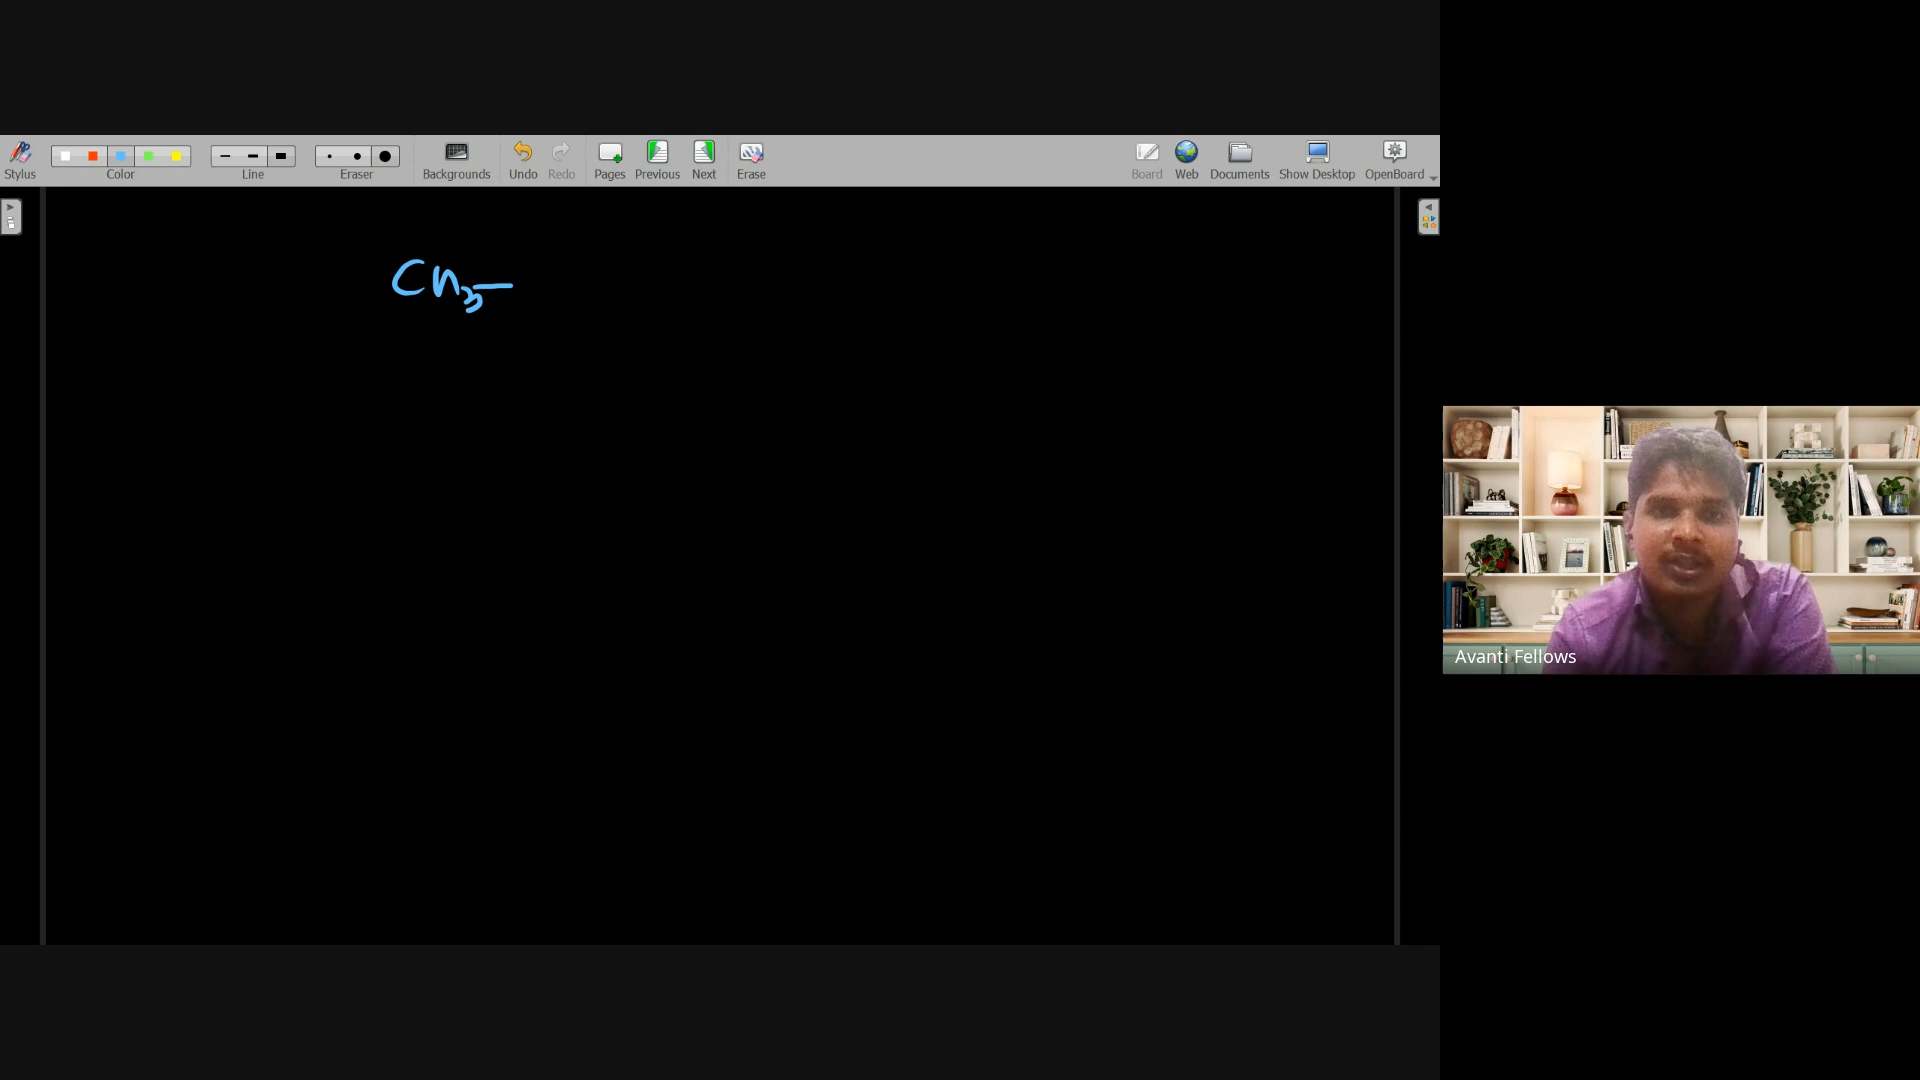 Stylus Color Line Eraser Backgrounds Undo Redo Pages Previous Next Erase Board Web Documents Show Desktop OpenBoard
CH3—
Avanti Fellows